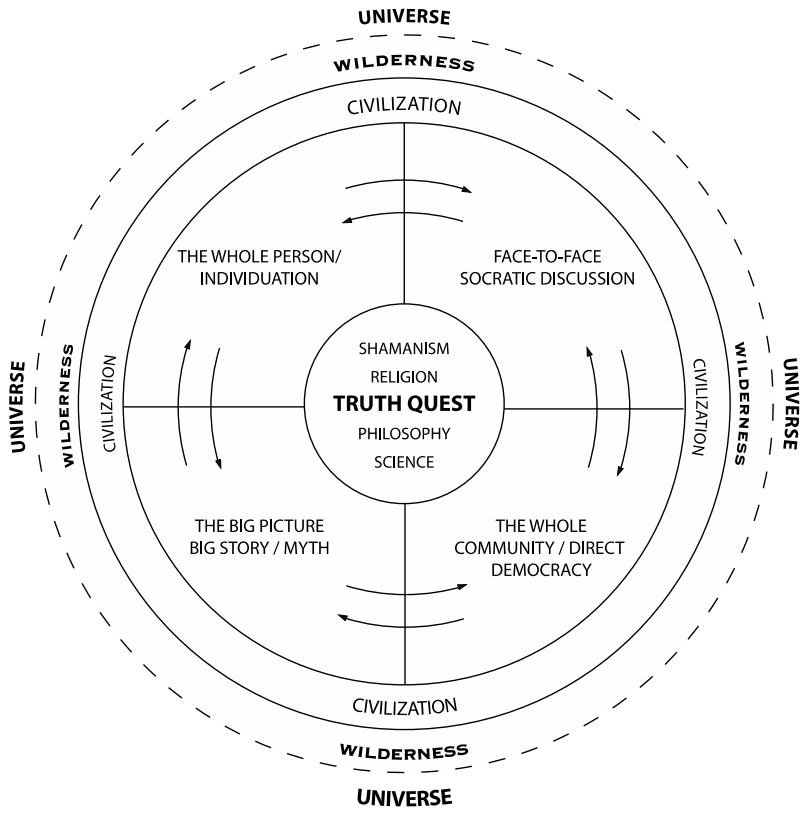 UNIVERSE
WILDERNESS
CIVILIZATION
THE WHOLE PERSON/
INDIVIDUATION
FACE-TO-FACE
SOCRATIC DISCUSSION
UNIVERSE
WILDERNESS
CIVILIZATION
SHAMANISM
RELIGION
TRUTH QUEST
PHILOSOPHY
SCIENCE
CIVILIZATION
WILDERNESS
UNIVERSE
THE BIG PICTURE
BIG STORY / MYTH
THE WHOLE
COMMUNITY / DIRECT
DEMOCRACY
CIVILIZATION
WILDERNESS
UNIVERSE